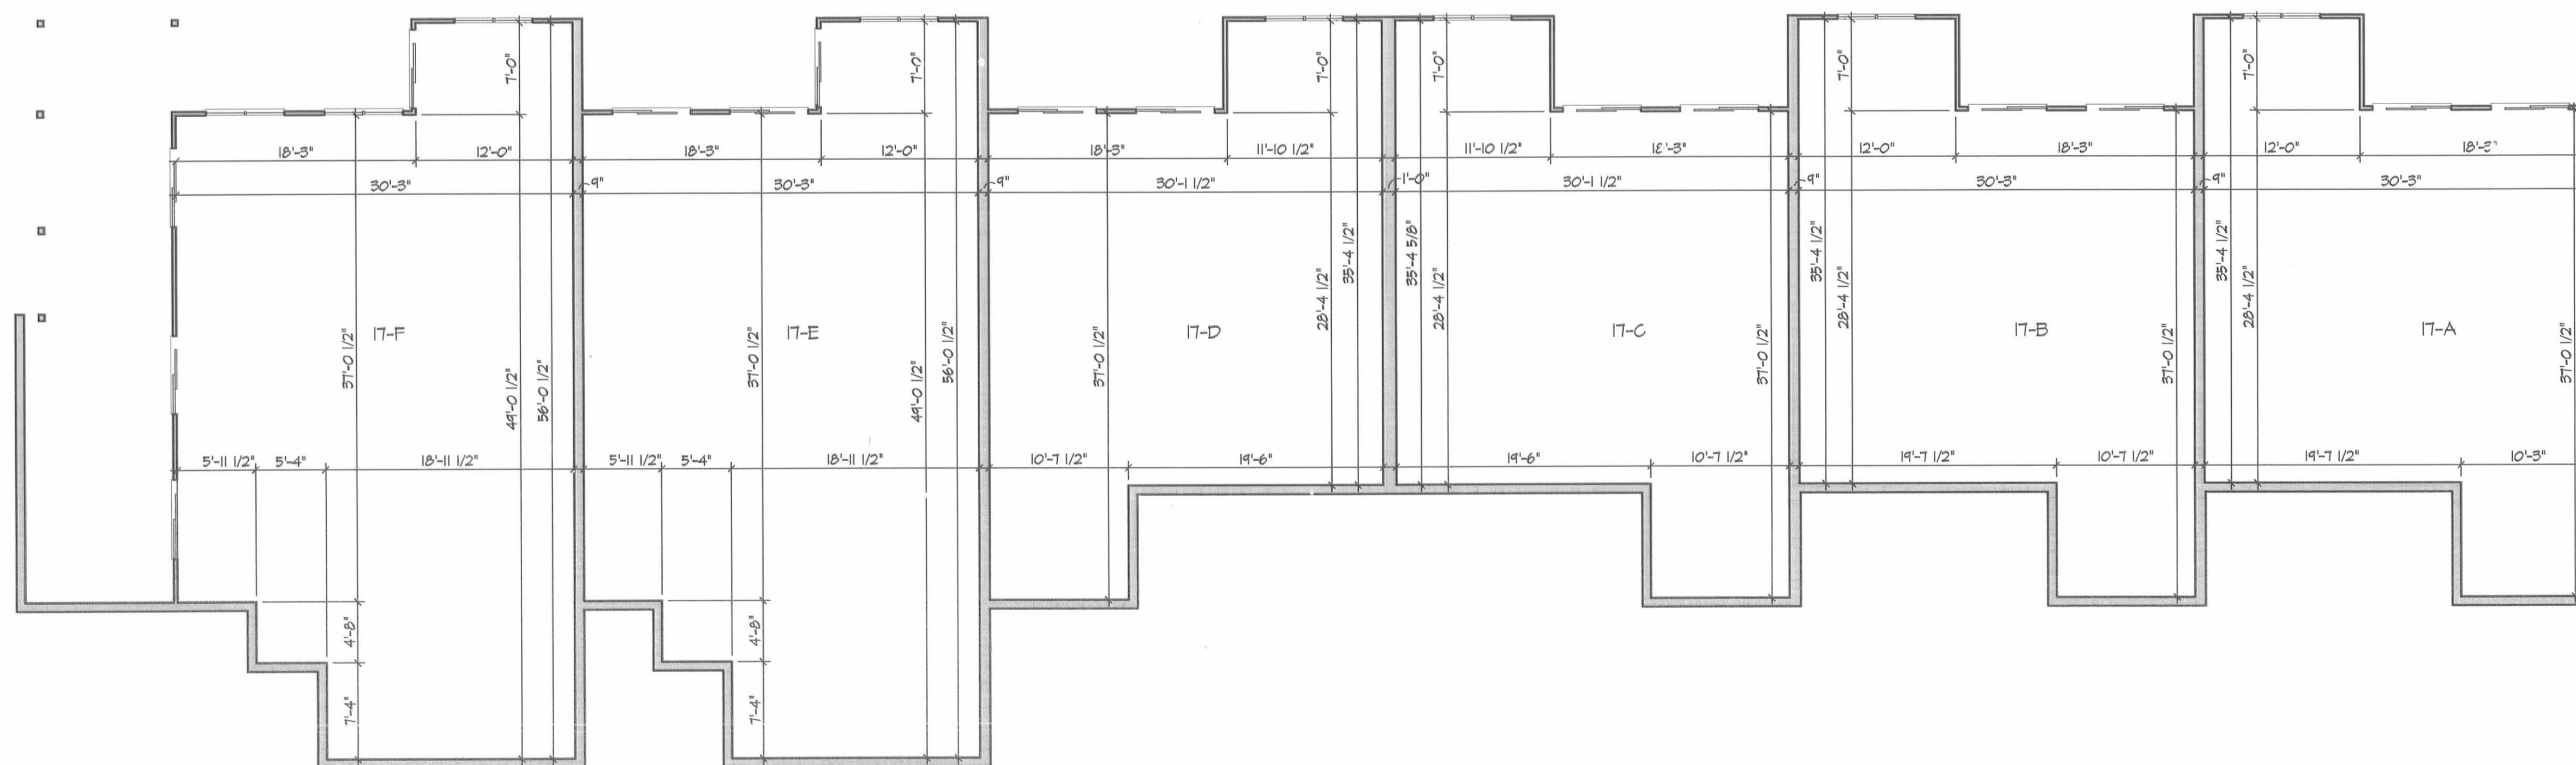 7'-0" 7'-0" 7'-0" 7'-0" 7'-0" 7'-0"
18'-3" 12'-0" 18'-3" 12'-0" 18'-3" 11'-10 1/2" 11'-10 1/2" 18'-3" 12'-0" 18'-3" 12'-0" 18'-3"
30'-3" 9" 30'-3" 9" 30'-1 1/2" 1'-0" 30'-1 1/2" 9" 30'-3" 9" 30'-3"
37'-0 1/2" 17-F 49'-0 1/2" 56'-0 1/2"
37'-0 1/2" 17-E 49'-0 1/2" 56'-0 1/2"
37'-0 1/2" 17-D 28'-4 1/2" 35'-4 1/2"
35'-4 5/8" 28'-4 1/2" 17-C 37'-0 1/2"
35'-4 1/2" 28'-4 1/2" 17-B 37'-0 1/2"
35'-4 1/2" 28'-4 1/2" 17-A 37'-0 1/2"
5'-11 1/2" 5'-4" 18'-11 1/2" 5'-11 1/2" 5'-4" 18'-11 1/2" 10'-7 1/2" 19'-6" 19'-6" 10'-7 1/2" 19'-7 1/2" 10'-7 1/2" 19'-7 1/2" 10'-3"
4'-8" 4'-8"
7'-4" 7'-4"